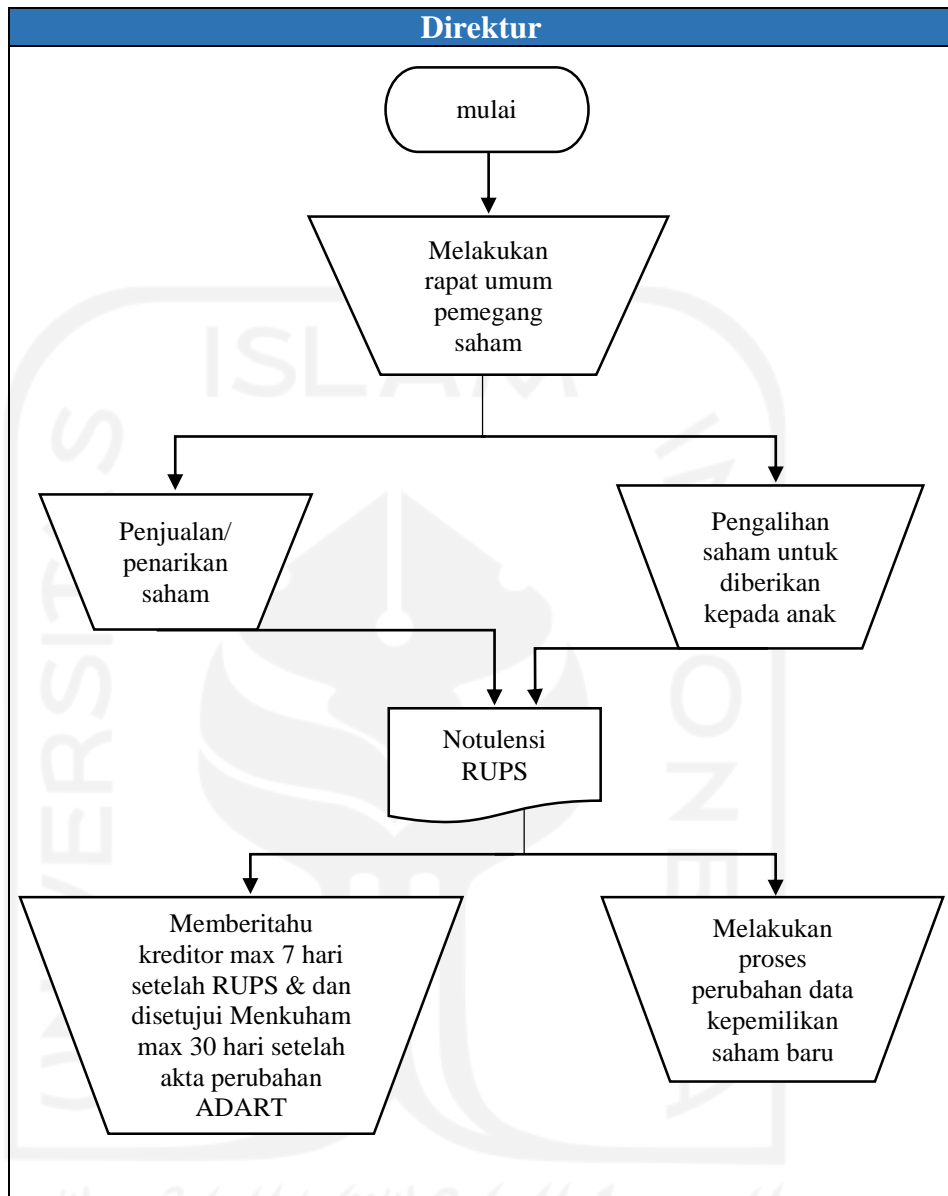 Direktur
mulai
Melakukan
rapat umum
pemegang
saham
Penjualan/
penarikan
saham
Pengalihan
saham untuk
diberikan
kepada anak
Notulensi
RUPS
Memberitahu
kreditor max 7 hari
setelah RUPS & dan
disetujui Menkuham
max 30 hari setelah
akta perubahan
ADART
Melakukan
proses
perubahan data
kepemilikan
saham baru
ISLAM
UNIVERSITAS